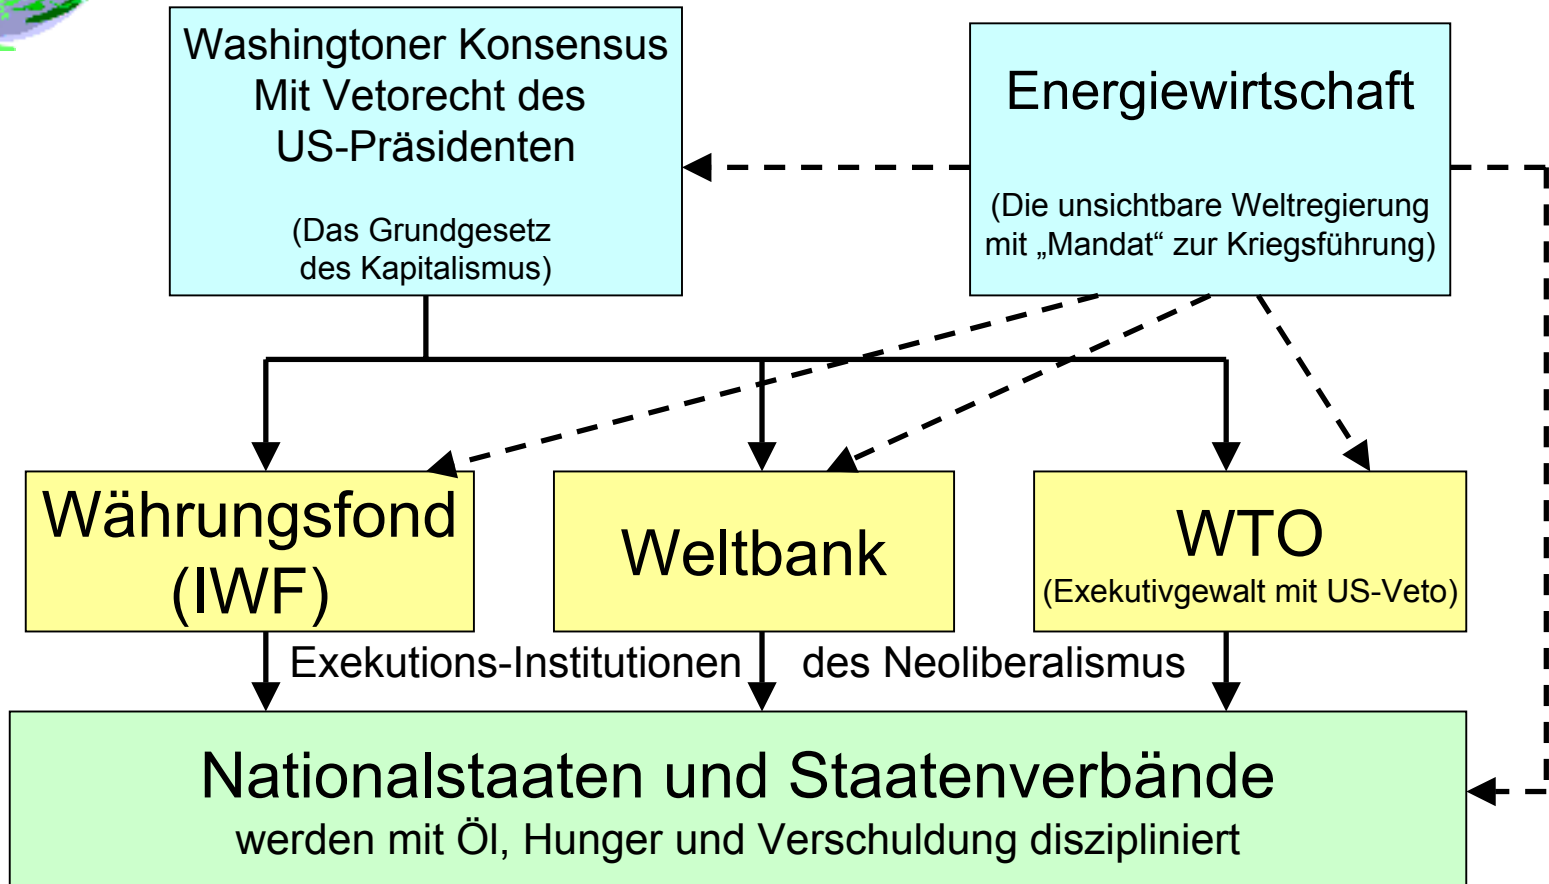 Washingtoner Konsensus
Mit Vetorecht des
US-Präsidenten
(Das Grundgesetz
des Kapitalismus)
Energiewirtschaft
(Die unsichtbare Weltregierung
mit „Mandat“ zur Kriegsführung)
Währungsfond
(IWF)
Weltbank
WTO
(Exekutivgewalt mit US-Veto)
Exekutions-Institutionen des Neoliberalismus
Nationalstaaten und Staatenverbände
werden mit Öl, Hunger und Verschuldung diszipliniert